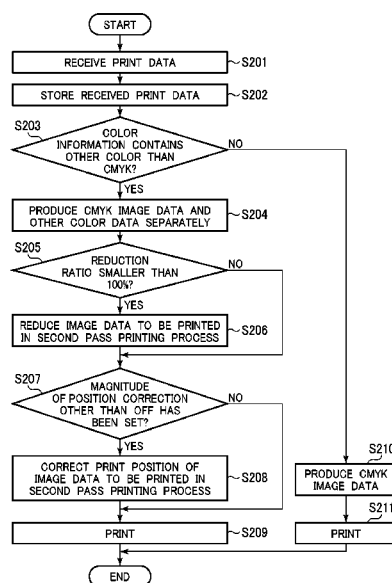 START
RECEIVE PRINT DATA
S201
STORE RECEIVED PRINT DATA
S202
S203
COLOR
INFORMATION CONTAINS
OTHER COLOR THAN
CMYK?
NO
YES
PRODUCE CMYK IMAGE DATA AND
OTHER COLOR DATA SEPARATELY
S204
S205
REDUCTION
RATIO SMALLER THAN
100%?
NO
YES
REDUCE IMAGE DATA TO BE PRINTED
IN SECOND PASS PRINTING PROCESS
S206
S207
MAGNITUDE
OF POSITION CORRECTION
OTHER THAN OFF HAS
BEEN SET?
NO
YES
CORRECT PRINT POSITION OF
IMAGE DATA TO BE PRINTED IN
SECOND PASS PRINTING PROCESS
S208
S210
PRODUCE CMYK
IMAGE DATA
PRINT
S209
S211
PRINT
END